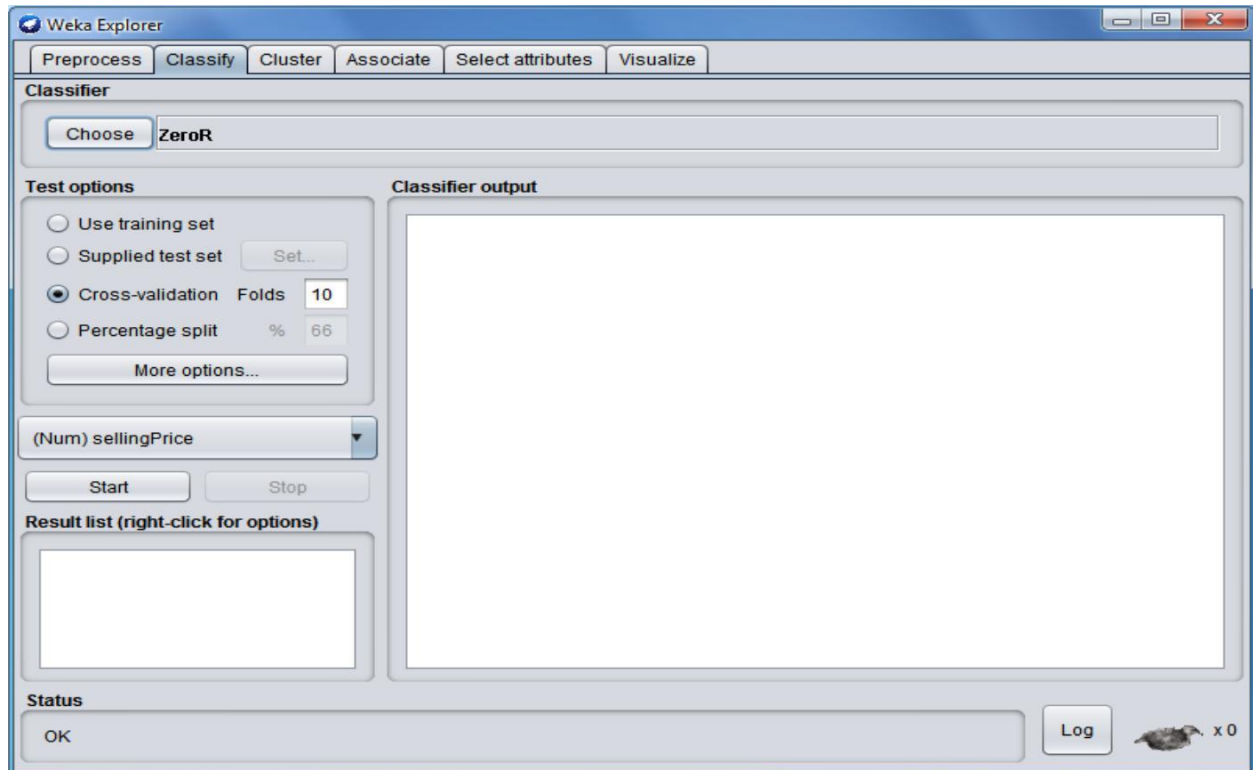 Weka Explorer
Preprocess Classify Cluster Associate Select attributes Visualize
Classifier
Choose ZeroR
Test options
Use training set
Supplied test set Set...
Cross-validation Folds 10
Percentage split % 66
More options...
(Num) sellingPrice
Start Stop
Result list (right-click for options)
Classifier output
Status
OK
Log
x 0